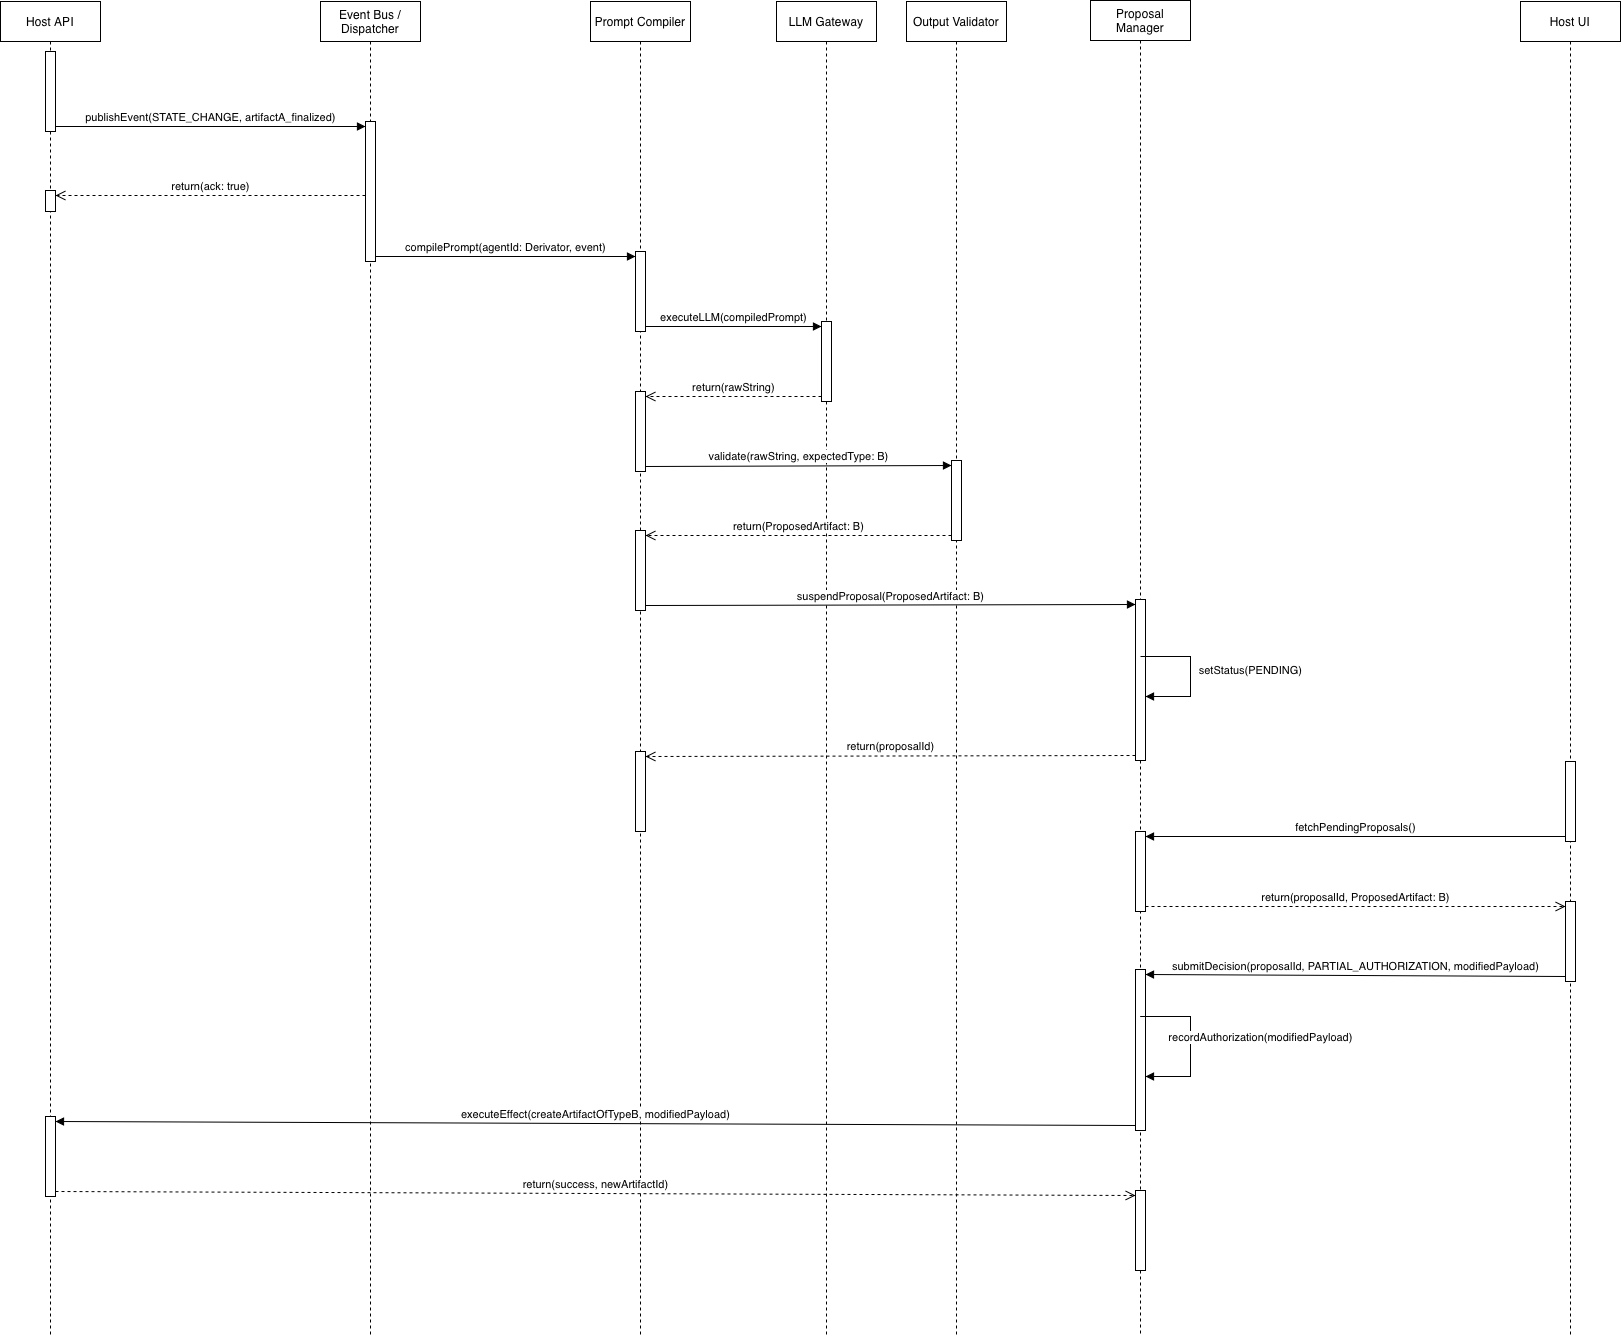 Host API
Event Bus /
Dispatcher
Prompt Compiler
LLM Gateway
Output Validator
Proposal
Manager
Host UI
publishEvent(STATE_CHANGE, artifactA_finalized)
return(ack: true)
compilePrompt(agentId: Derivator, event)
executeLLM(compiledPrompt)
return(rawString)
validate(rawString, expectedType: B)
return(ProposedArtifact: B)
suspendProposal(ProposedArtifact: B)
setStatus(PENDING)
return(proposalId)
fetchPendingProposals()
return(proposalId, ProposedArtifact: B)
submitDecision(proposalId, PARTIAL_AUTHORIZATION, modifiedPayload)
recordAuthorization(modifiedPayload)
executeEffect(createArtifactOfTypeB, modifiedPayload)
return(success, newArtifactId)